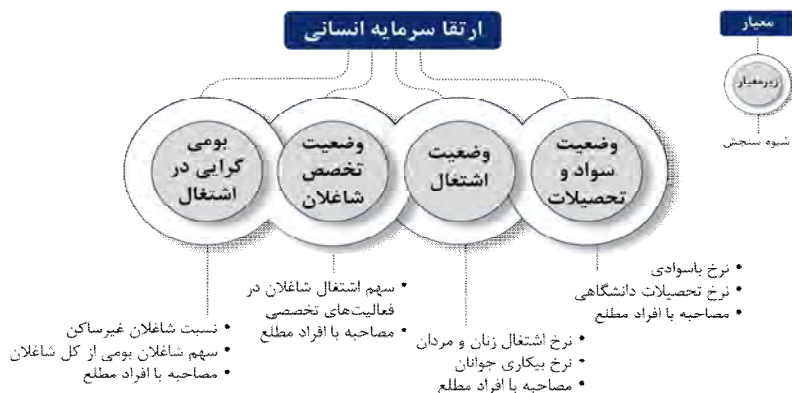 ارتقا سرمایه انسانی
معیار
زیرمعیار
شیوه سنجش
وضعیت
سواد و
تحصیلات
وضعیت
اشتغال
وضعیت
تخصص
شاغلان
بومی
گرایی در
اشتغال
• نرخ باسوادی
• نرخ تحصیلات دانشگاهی
• مصاحبه با افراد مطلع
• نرخ اشتغال زنان و مردان
• نرخ بیکاری جوانان
• مصاحبه با افراد مطلع
• سهم اشتغال شاغلان در
فعالیت‌های تخصصی
• مصاحبه با افراد مطلع
• نسبت شاغلان غیرساکن
• سهم شاغلان بومی از کل شاغلان
• مصاحبه با افراد مطلع